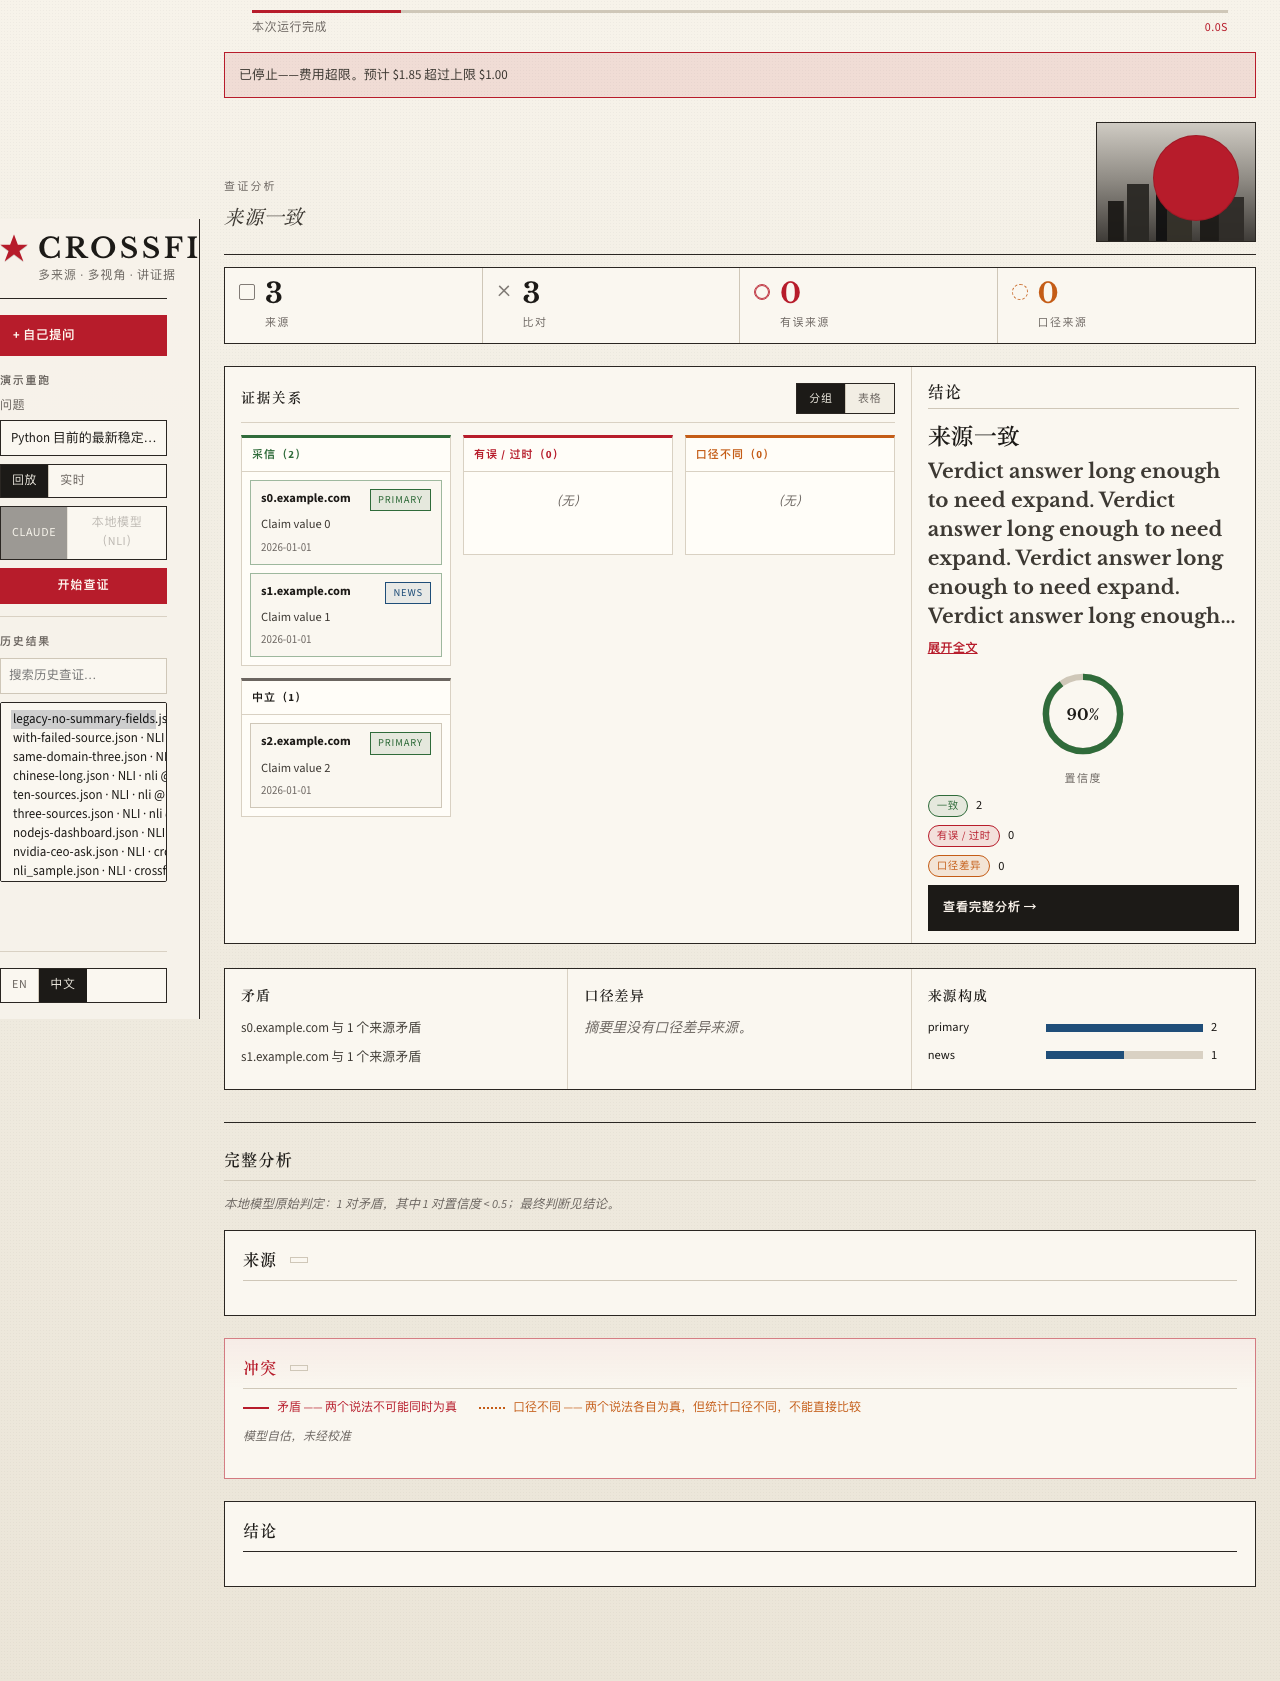 本次运行完成
0.0S
已停止——费用超限。预计 $1.85 超过上限 $1.00
查证分析
来源一致
★ CROSSFI
多来源 · 多视角 · 讲证据
+ 自己提问
演示重跑
问题
Python 目前的最新稳定…
回放
实时
CLAUDE
本地模型
(NLI)
开始查证
历史结果
搜索历史查证…
legacy-no-summary-fields.js
with-failed-source.json · NLI
same-domain-three.json · NL
chinese-long.json · NLI · nli @
ten-sources.json · NLI · nli @
three-sources.json · NLI · nli
nodejs-dashboard.json · NLI
nvidia-ceo-ask.json · NLI · cro
nli_sample.json · NLI · crossf
EN
中文
3
来源
3
比对
0
有误来源
0
口径来源
证据关系
分组
表格
采信（2）
s0.example.com
PRIMARY
Claim value 0
2026-01-01
s1.example.com
NEWS
Claim value 1
2026-01-01
中立（1）
s2.example.com
PRIMARY
Claim value 2
2026-01-01
有误 / 过时（0）
（无）
口径不同（0）
（无）
结论
来源一致
Verdict answer long enough
to need expand. Verdict
answer long enough to need
expand. Verdict answer long
enough to need expand.
Verdict answer long enough…
展开全文
90%
置信度
一致 2
有误 / 过时 0
口径差异 0
查看完整分析 →
矛盾
s0.example.com 与 1 个来源矛盾
s1.example.com 与 1 个来源矛盾
口径差异
摘要里没有口径差异来源。
来源构成
primary 2
news 1
完整分析
本地模型原始判定：1 对矛盾，其中 1 对置信度 < 0.5；最终判断见结论。
来源
冲突
矛盾 —— 两个说法不可能同时为真
口径不同 —— 两个说法各自为真，但统计口径不同，不能直接比较
模型自估，未经校准
结论